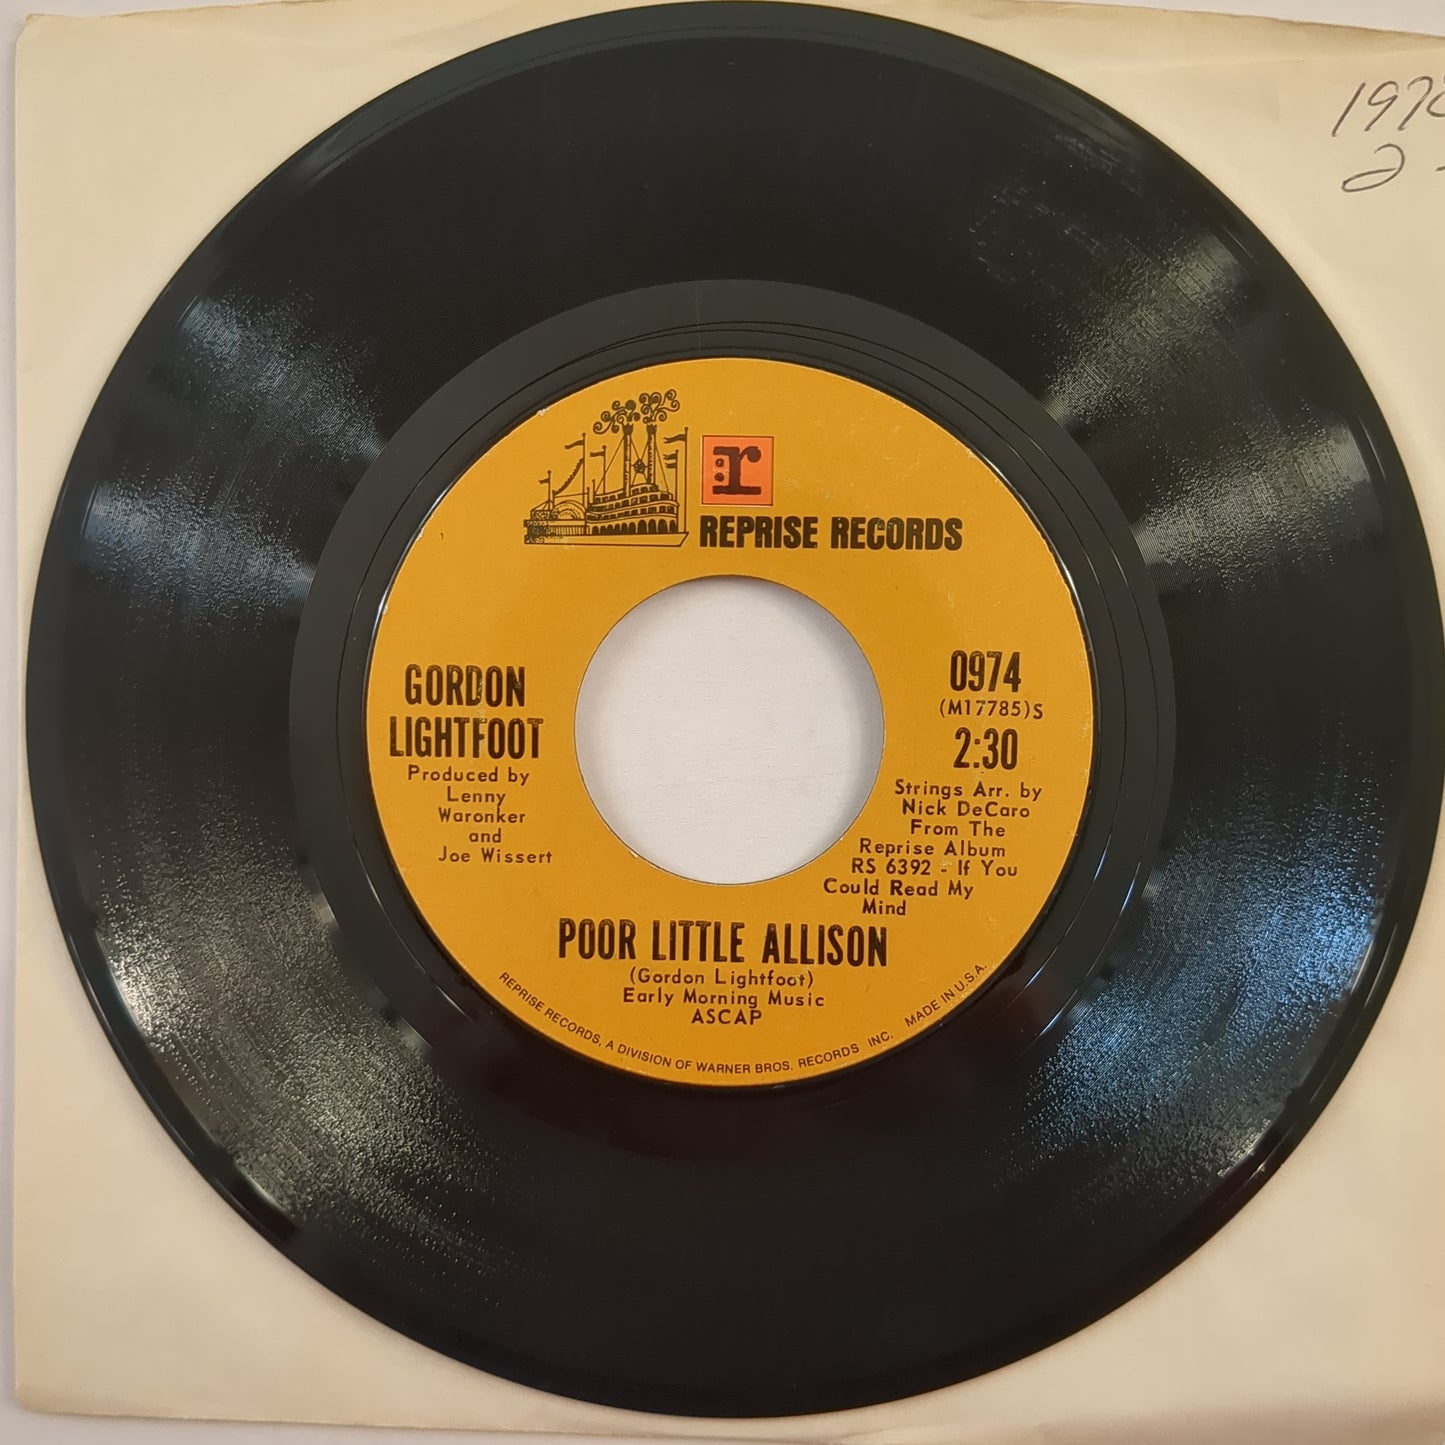 r:
REPRISE RECORDS
GORDON
LIGHTFOOT
Produced by
Lenny
Waronker
and
Joe Wissert
0974
(M17785)S
2:30
Strings Arr. by
Nick DeCaro
From The
Reprise Album
RS 6392 - If You
Could Read My
Mind
POOR LITTLE ALLISON
(Gordon Lightfoot)
Early Morning Music
ASCAP
REPRISE RECORDS, A DIVISION OF WARNER BROS. RECORDS INC. MADE IN U.S.A.
2 -